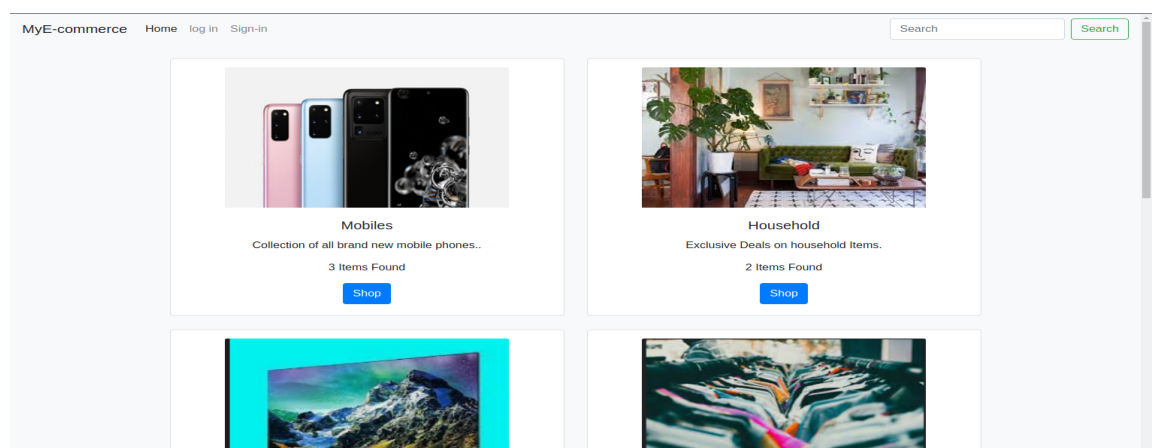 MyE-commerce Home log in Sign-in Search Search
Mobiles
Collection of all brand new mobile phones..
3 Items Found
Shop
Household
Exclusive Deals on household Items.
2 Items Found
Shop